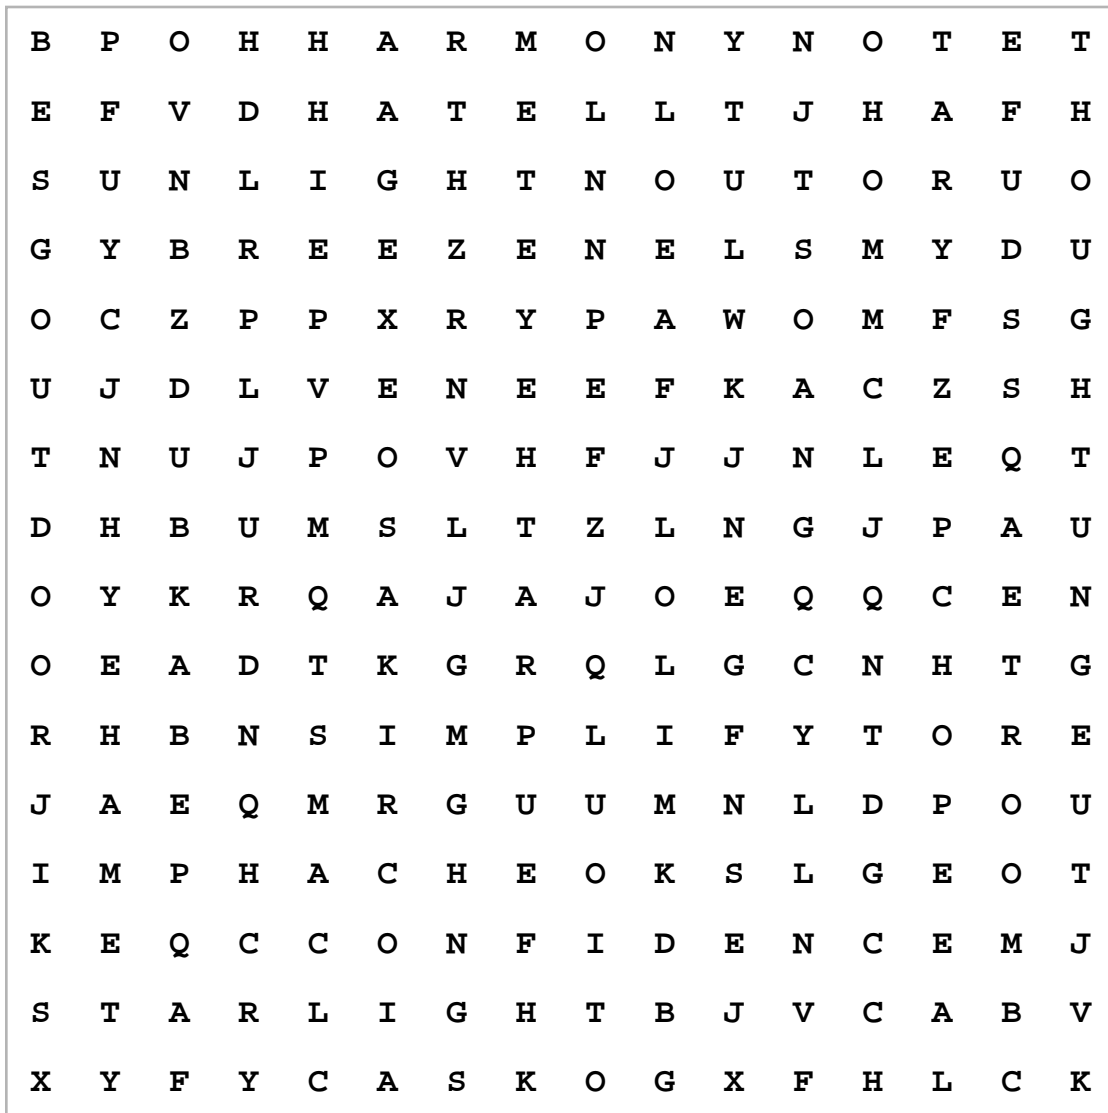 B P O H H A R M O N Y N O T E T
E F V D H A T E L L T J H A F H
S U N L I G H T N O U T O R U O
G Y B R E E Z E N E L S M Y D U
O C Z P P X R Y P A W O M F S G
U J D L V E N E E F K A C Z S H
T N U J P O V H F J J N L E Q T
D H B U M S L T Z L N G J P A U
O Y K R Q A J A J O E Q Q C E N
O E A D T K G R Q L G C N H T G
R H B N S I M P L I F Y T O R E
J A E Q M R G U U M N L D P O U
I M P H A C H E O K S L G E O T
K E Q C C O N F I D E N C E M J
S T A R L I G H T B J V C A B V
X Y F Y C A S K O G X F H L C K